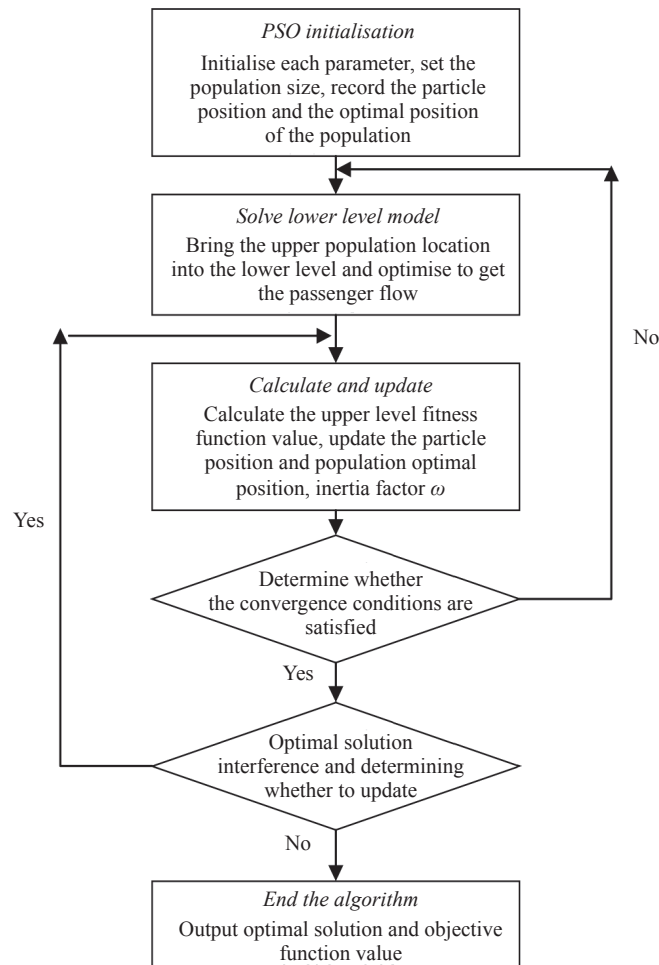 PSO initialisation
Initialise each parameter, set the
population size, record the particle
position and the optimal position
of the population
Solve lower level model
Bring the upper population location
into the lower level and optimise to get
the passenger flow
No
Calculate and update
Calculate the upper level fitness
function value, update the particle
position and population optimal
position, inertia factor ω
Yes
Determine whether
the convergence conditions are
satisfied
Yes
Optimal solution
interference and determining
whether to update
No
End the algorithm
Output optimal solution and objective
function value